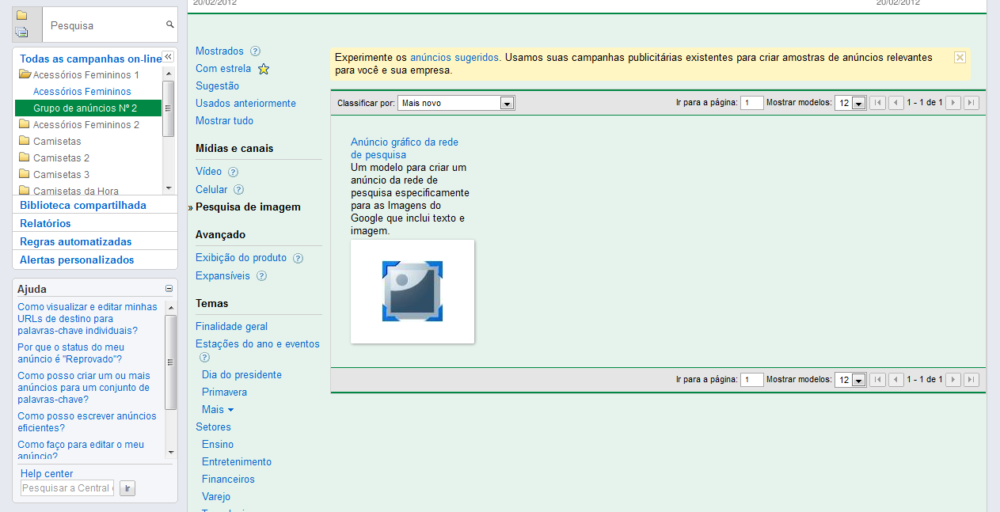 20/02/2012
20/02/2012
Pesquisa
Todas as campanhas on-line
Acessórios Femininos 1
Acessórios Femininos
Grupo de anúncios Nº 2
Acessórios Femininos 2
Camisetas
Camisetas 2
Camisetas 3
Camisetas da Hora
Biblioteca compartilhada
Relatórios
Regras automatizadas
Alertas personalizados
Ajuda
Como visualizar e editar minhas
URLs de destino para
palavras-chave individuais?
Por que o status do meu
anúncio é "Reprovado"?
Como posso criar um ou mais
anúncios para um conjunto de
palavras-chave?
Como posso escrever anúncios
eficientes?
Como faço para editar o meu
anúncio?
Help center
Pesquisar a Central
Ir
Mostrados ?
Com estrela
Sugestão
Usados anteriormente
Mostrar tudo
Mídias e canais
Vídeo ?
Celular ?
» Pesquisa de imagem
Avançado
Exibição do produto ?
Expansíveis ?
Temas
Finalidade geral
Estações do ano e eventos
?
Dia do presidente
Primavera
Mais
Setores
Ensino
Entretenimento
Financeiros
Varejo
Experimente os anúncios sugeridos. Usamos suas campanhas publicitárias existentes para criar amostras de anúncios relevantes
para você e sua empresa.
Classificar por: Mais novo Ir para a página: 1 Mostrar modelos: 12 1 - 1 de 1
Anúncio gráfico da rede
de pesquisa
Um modelo para criar um
anúncio da rede de
pesquisa especificamente
para as Imagens do
Google que inclui texto e
imagem.
Ir para a página: 1 Mostrar modelos: 12 1 - 1 de 1